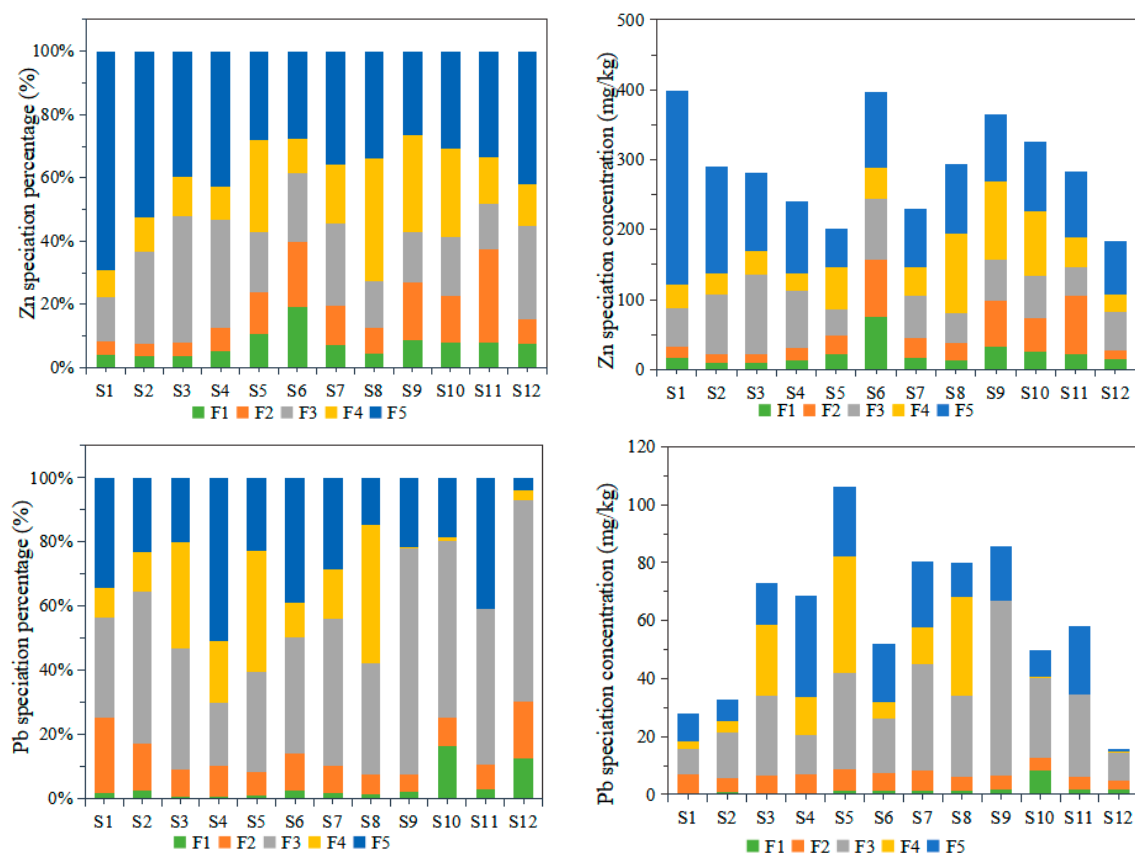 Zn speciation percentage (%)
100%
80%
60%
40%
20%
0%
S1 S2 S3 S4 S5 S6 S7 S8 S9 S10 S11 S12
F1 F2 F3 F4 F5
Zn speciation concentration (mg/kg)
500
400
300
200
100
0
S1 S2 S3 S4 S5 S6 S7 S8 S9 S10 S11 S12
F1 F2 F3 F4 F5
Pb speciation percentage (%)
100%
80%
60%
40%
20%
0%
S1 S2 S3 S4 S5 S6 S7 S8 S9 S10 S11 S12
F1 F2 F3 F4 F5
Pb speciation concentration (mg/kg)
120
100
80
60
40
20
0
S1 S2 S3 S4 S5 S6 S7 S8 S9 S10 S11 S12
F1 F2 F3 F4 F5